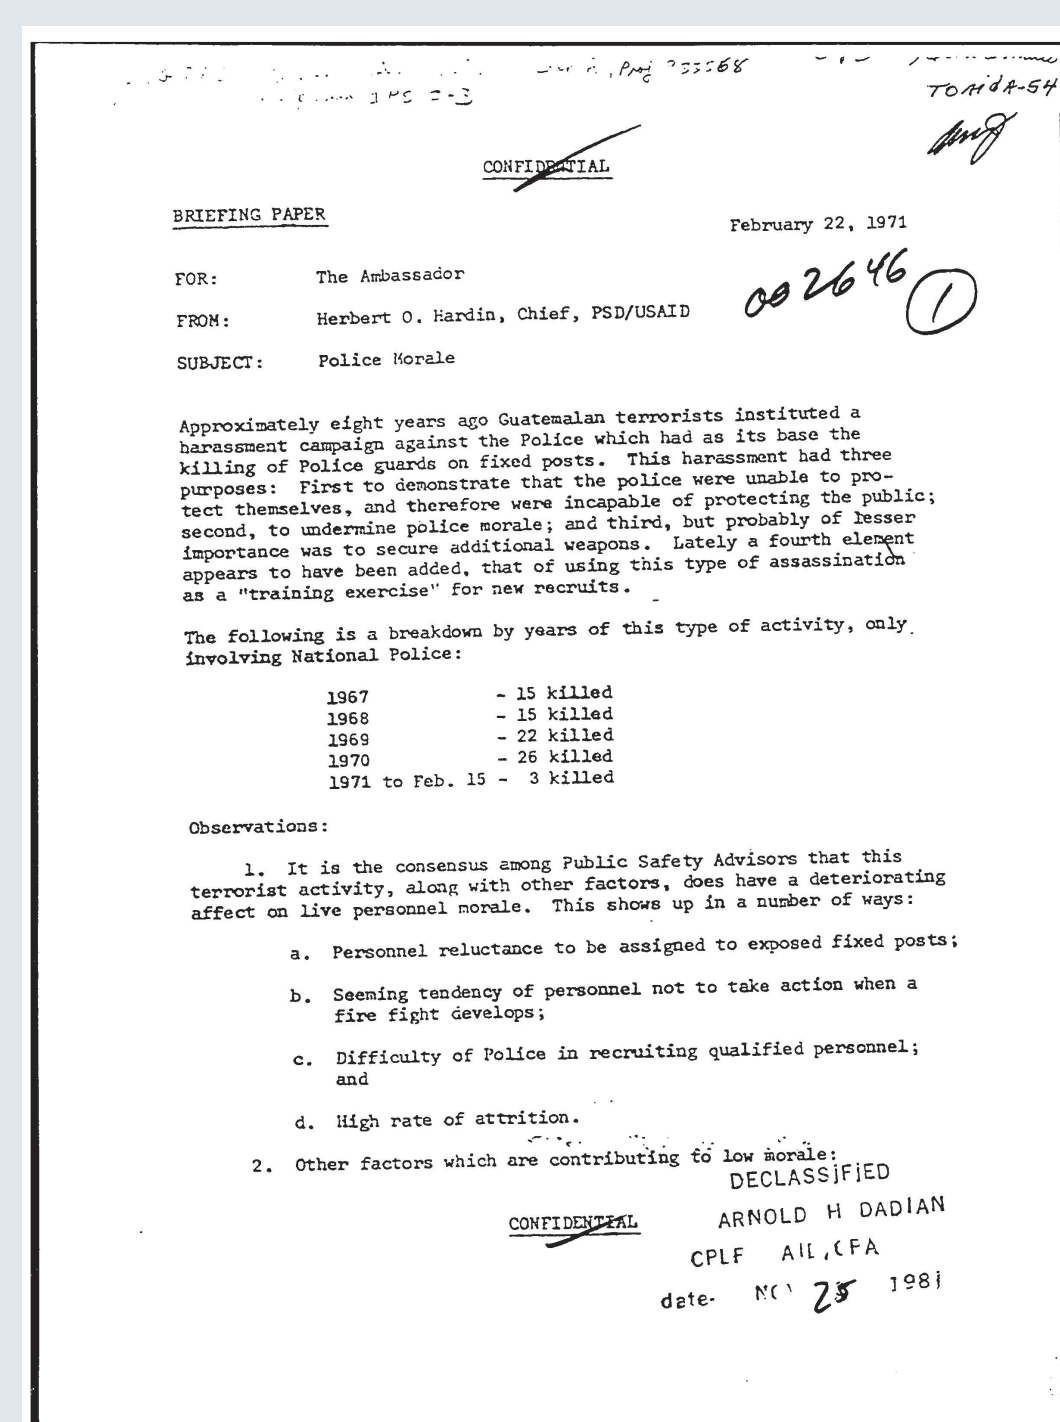 , Proj
TOAidA-54
CONFIDENTIAL
BRIEFING PAPER
February 22, 1971
002646
1
FOR: The Ambassador
FROM: Herbert O. Hardin, Chief, PSD/USAID
SUBJECT: Police Morale
Approximately eight years ago Guatemalan terrorists instituted a
harassment campaign against the Police which had as its base the
killing of Police guards on fixed posts. This harassment had three
purposes: First to demonstrate that the police were unable to pro-
tect themselves, and therefore were incapable of protecting the public;
second, to undermine police morale; and third, but probably of lesser
importance was to secure additional weapons. Lately a fourth element
appears to have been added, that of using this type of assassination
as a "training exercise" for new recruits.
The following is a breakdown by years of this type of activity, only
involving National Police:
1967 - 15 killed
1968 - 15 killed
1969 - 22 killed
1970 - 26 killed
1971 to Feb. 15 - 3 killed
Observations:
1. It is the consensus among Public Safety Advisors that this
terrorist activity, along with other factors, does have a deteriorating
affect on live personnel morale. This shows up in a number of ways:
a. Personnel reluctance to be assigned to exposed fixed posts;
b. Seeming tendency of personnel not to take action when a
fire fight develops;
c. Difficulty of Police in recruiting qualified personnel;
and
d. High rate of attrition.
2. Other factors which are contributing to low morale:
DECLASSiFiED
CONFIDENTIAL
ARNOLD H DADIAN
CPLF
date- 25 1981